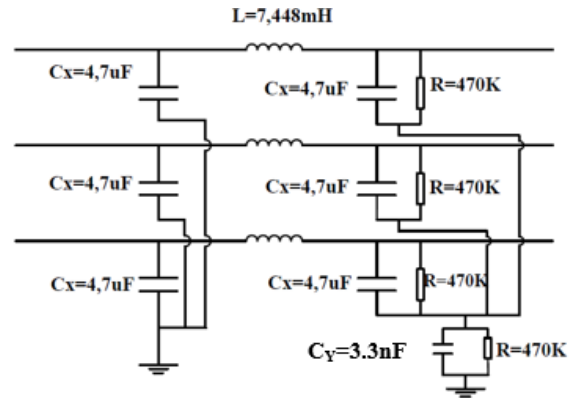 L=7,448mH
Cx=4,7uF
Cx=4,7uF
R=470K
Cx=4,7uF
Cx=4,7uF
R=470K
Cx=4,7uF
Cx=4,7uF
R=470K
CY=3.3nF
R=470K